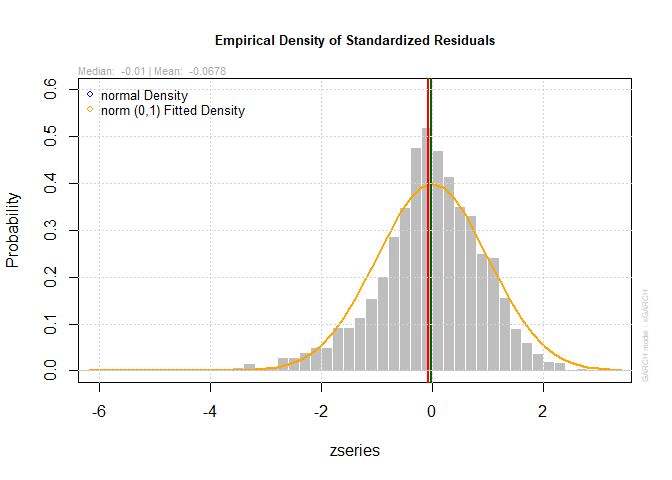 Empirical Density of Standardized Residuals
Median: -0.01 | Mean: -0.0678
normal Density
norm (0,1) Fitted Density
Probability
0.6
0.5
0.4
0.3
0.2
0.1
0.0
-6
-4
-2
0
2
zseries
GARCH model : sGARCH